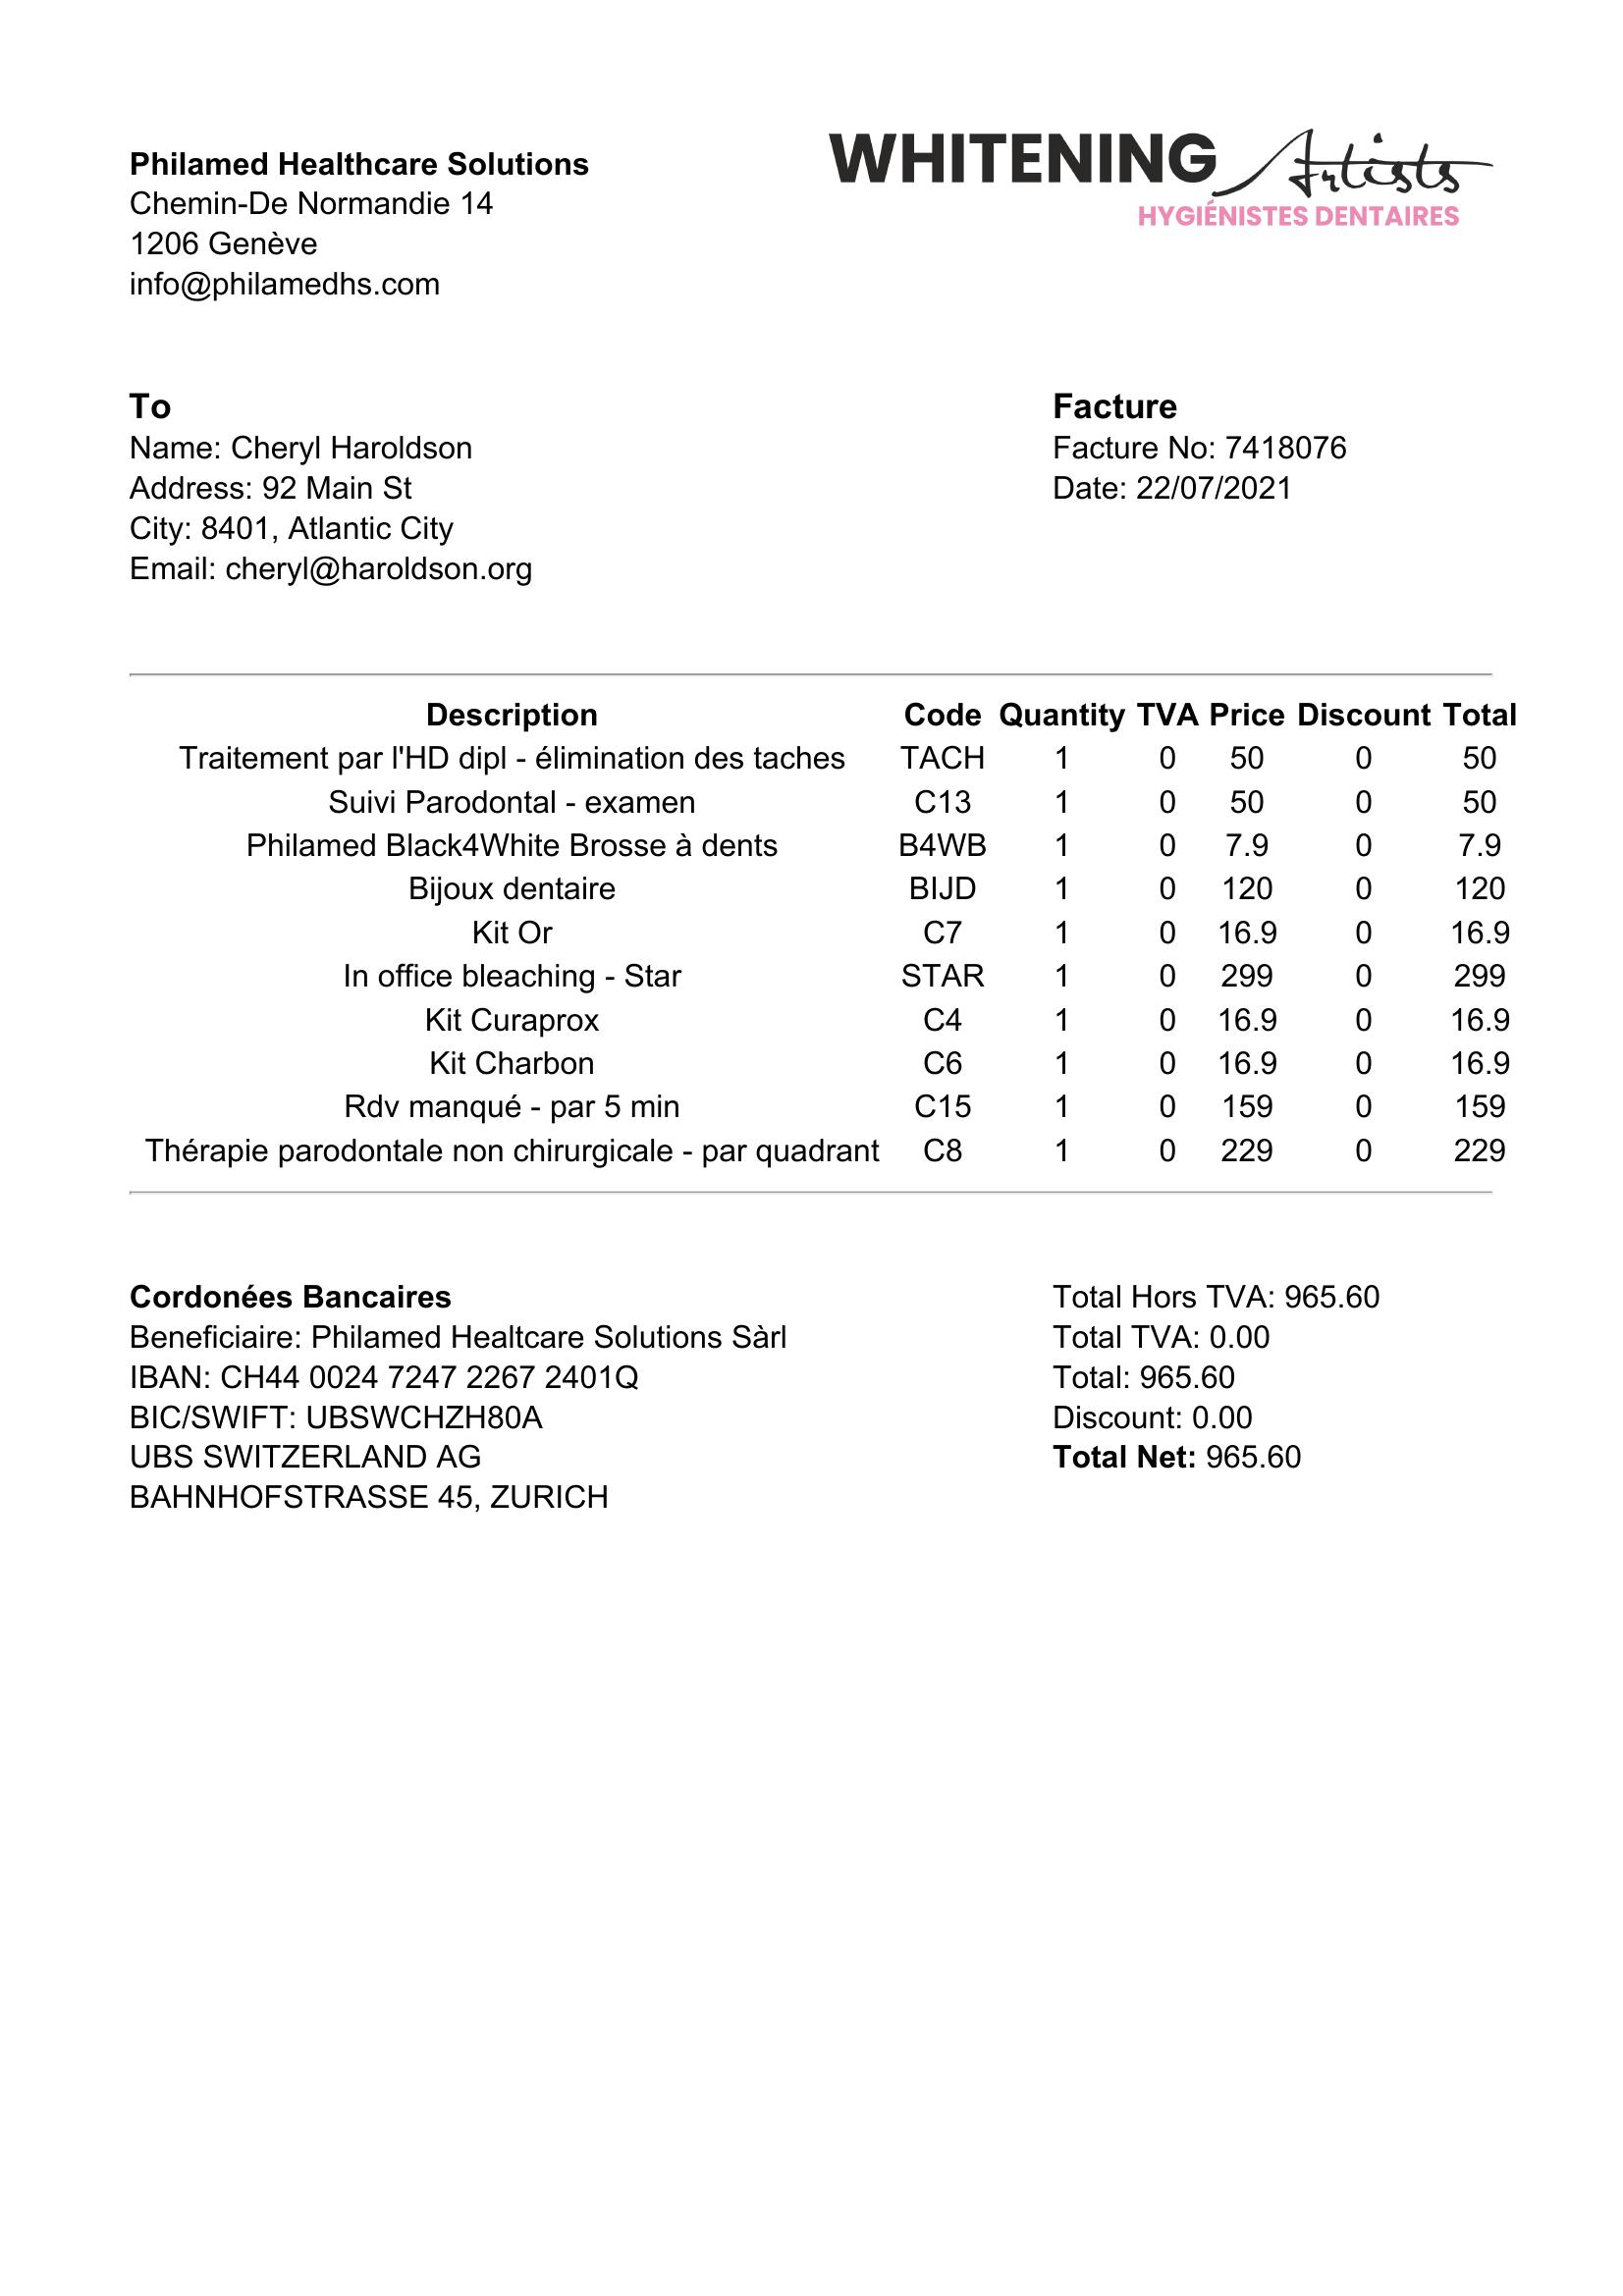 Philamed Healthcare Solutions
Chemin-De Normandie 14
1206 Genève
info@philamedhs.com
WHITENING Artists
HYGIÉNISTES DENTAIRES
To
Name: Cheryl Haroldson
Address: 92 Main St
City: 8401, Atlantic City
Email: cheryl@haroldson.org
Facture
Facture No: 7418076
Date: 22/07/2021
Description Code Quantity TVA Price Discount Total
Traitement par l'HD dipl - élimination des taches TACH 1 0 50 0 50
Suivi Parodontal - examen C13 1 0 50 0 50
Philamed Black4White Brosse à dents B4WB 1 0 7.9 0 7.9
Bijoux dentaire BIJD 1 0 120 0 120
Kit Or C7 1 0 16.9 0 16.9
In office bleaching - Star STAR 1 0 299 0 299
Kit Curaprox C4 1 0 16.9 0 16.9
Kit Charbon C6 1 0 16.9 0 16.9
Rdv manqué - par 5 min C15 1 0 159 0 159
Thérapie parodontale non chirurgicale - par quadrant C8 1 0 229 0 229
Cordonées Bancaires
Beneficiaire: Philamed Healtcare Solutions Sàrl
IBAN: CH44 0024 7247 2267 2401Q
BIC/SWIFT: UBSWCHZH80A
UBS SWITZERLAND AG
BAHNHOFSTRASSE 45, ZURICH
Total Hors TVA: 965.60
Total TVA: 0.00
Total: 965.60
Discount: 0.00
Total Net: 965.60